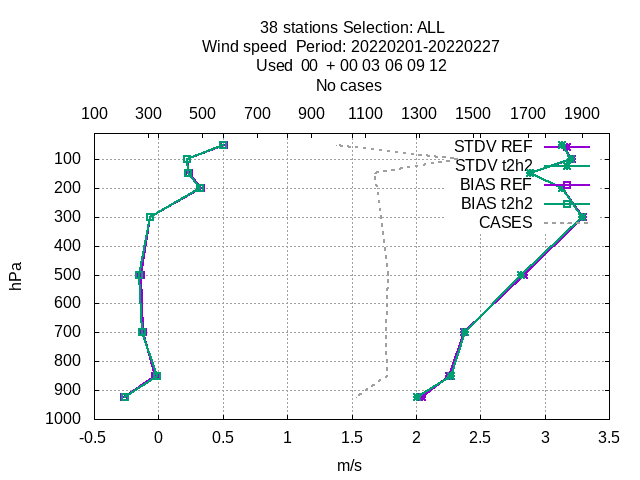 38 stations Selection: ALL
Wind speed  Period: 20220201-20220227
Used  00  + 00 03 06 09 12
No cases
100 300 500 700 900 1100 1300 1500 1700 1900
STDV REF
STDV t2h2
BIAS REF
BIAS t2h2
CASES
100
200
300
400
500
600
700
800
900
1000
hPa
-0.5 0 0.5 1 1.5 2 2.5 3 3.5
m/s